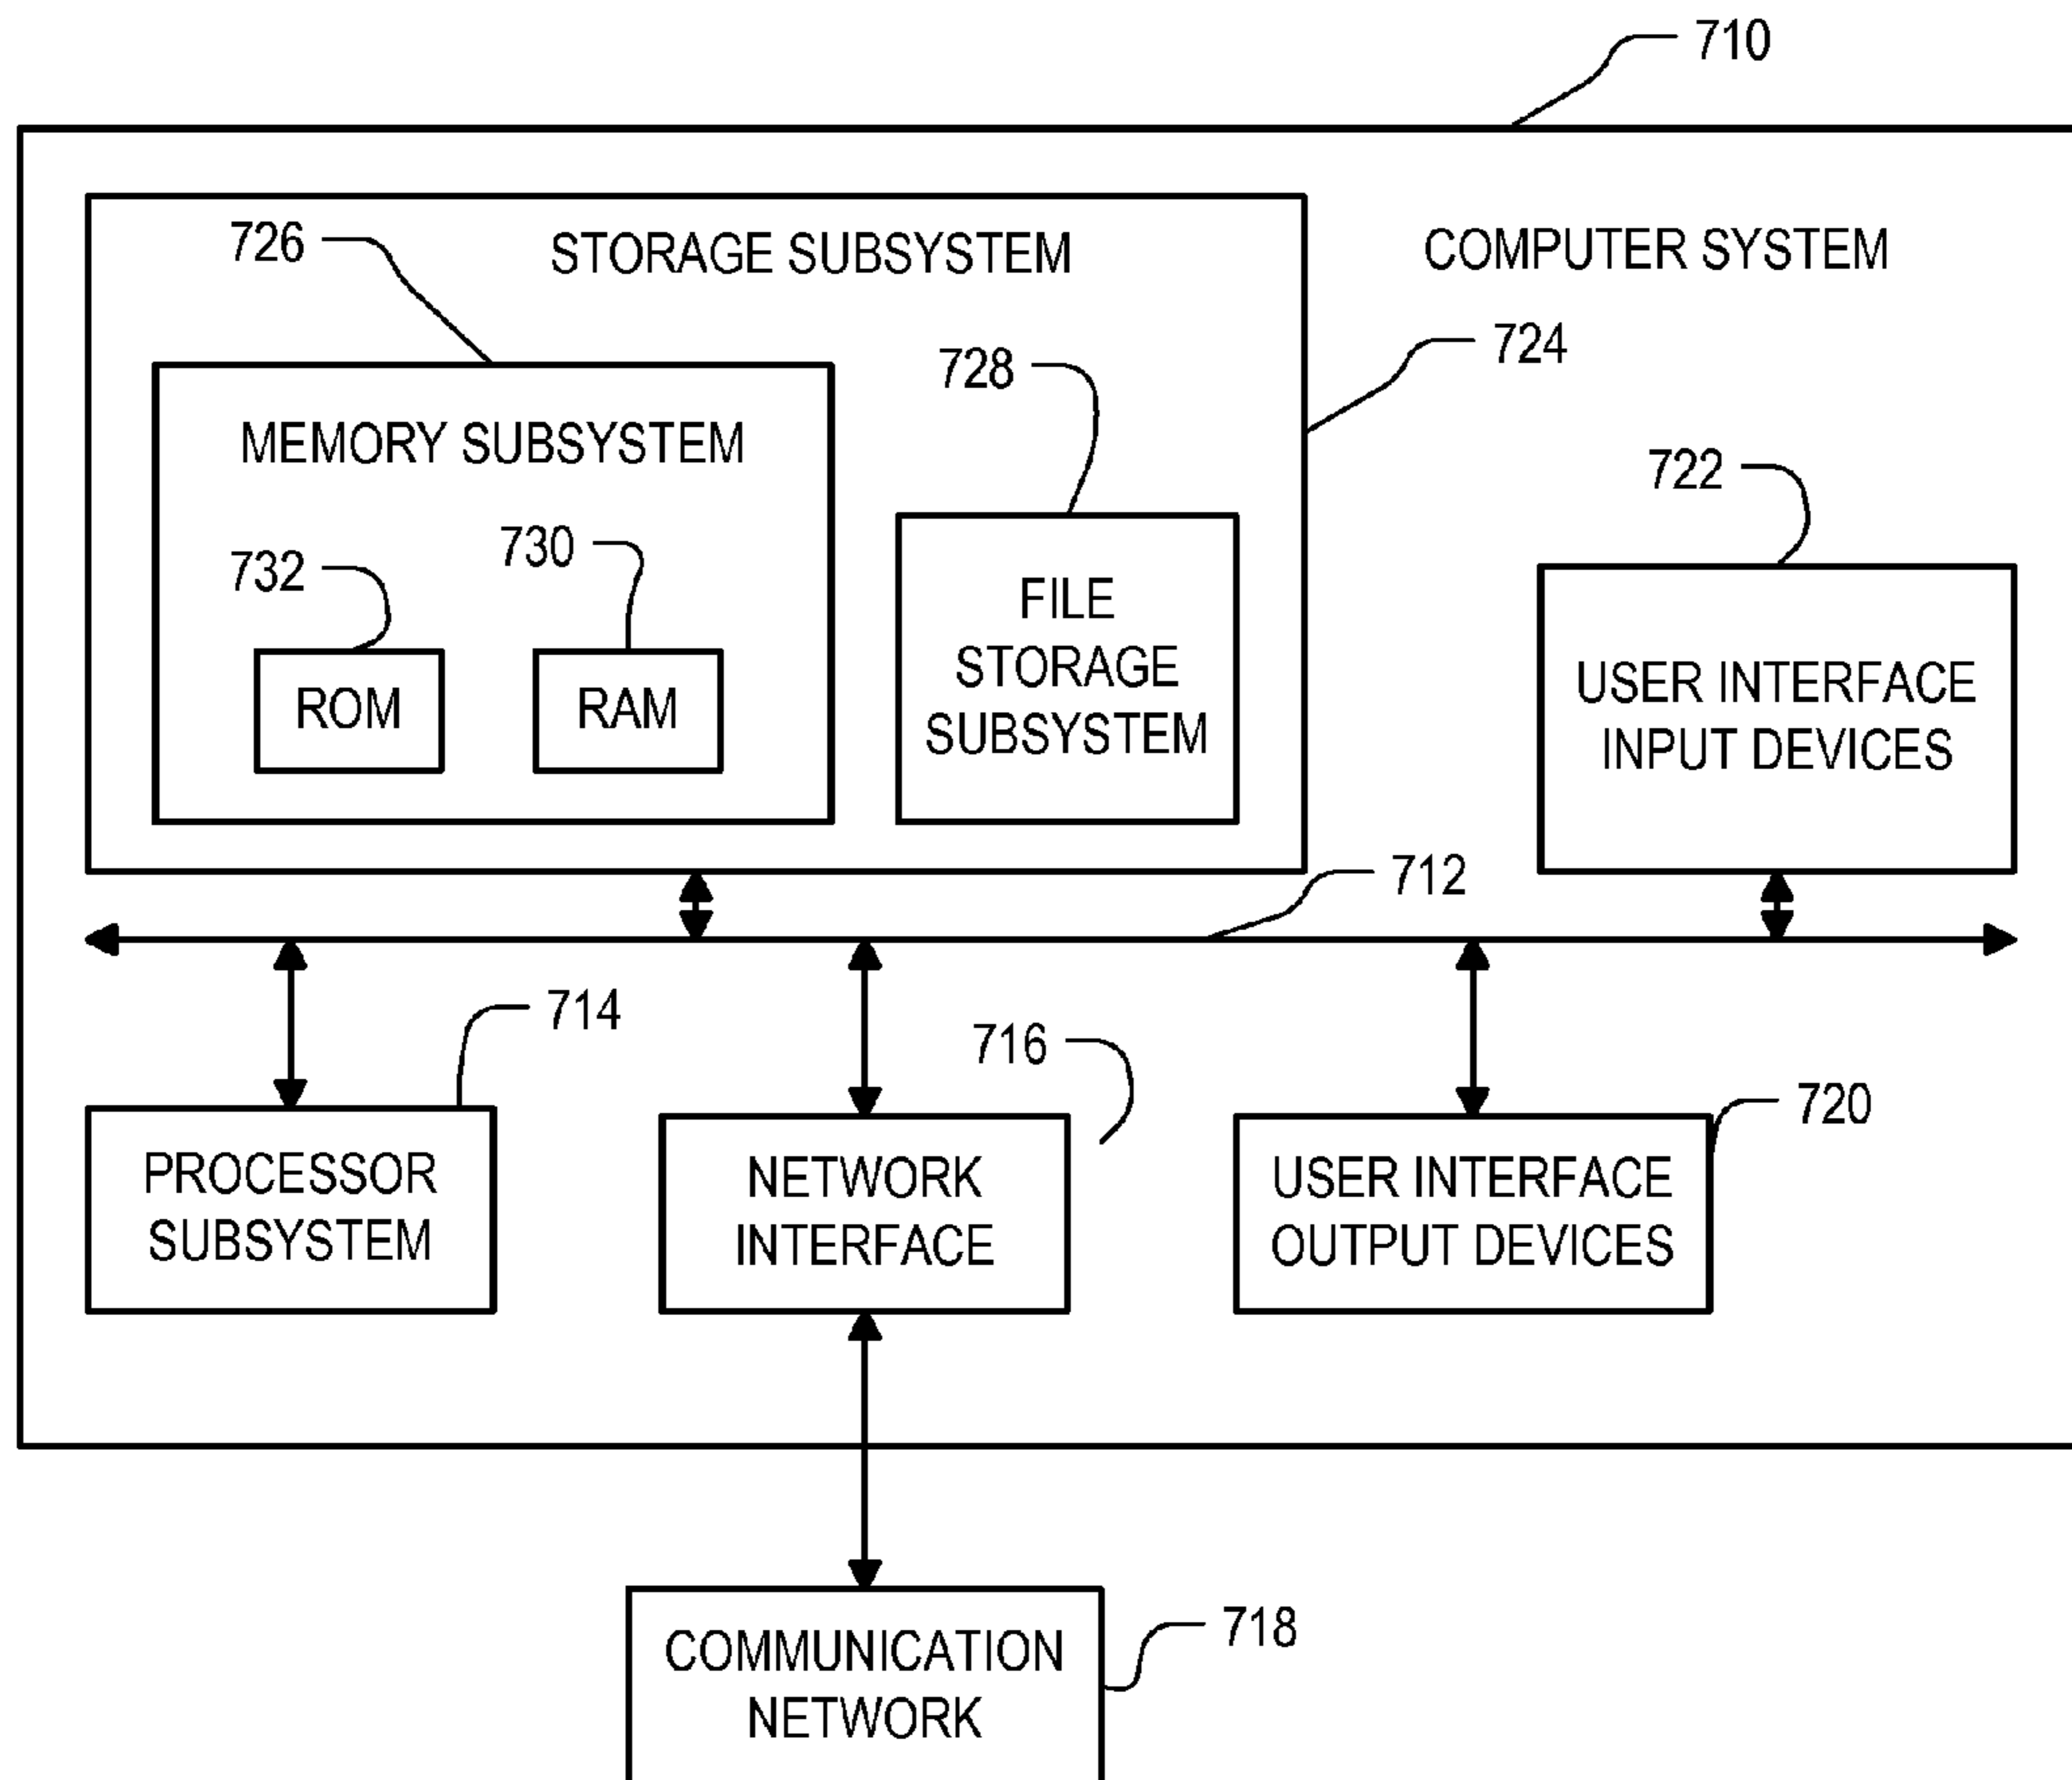 710
726
STORAGE SUBSYSTEM
COMPUTER SYSTEM
724
728
MEMORY SUBSYSTEM
722
732
730
ROM
RAM
FILE
STORAGE
SUBSYSTEM
USER INTERFACE
INPUT DEVICES
712
714
716
720
PROCESSOR
SUBSYSTEM
NETWORK
INTERFACE
USER INTERFACE
OUTPUT DEVICES
718
COMMUNICATION
NETWORK